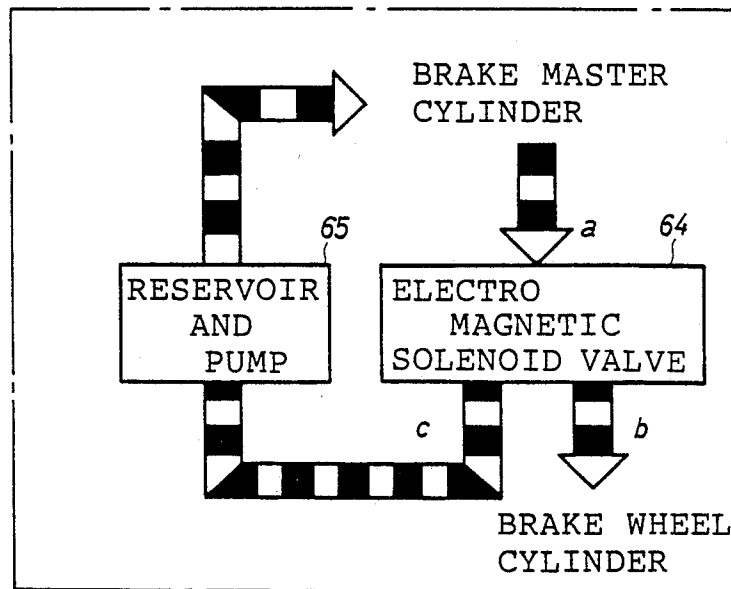 BRAKE MASTER
CYLINDER
a
65
64
RESERVOIR
AND
PUMP
ELECTRO
MAGNETIC
SOLENOID VALVE
c
b
BRAKE WHEEL
CYLINDER